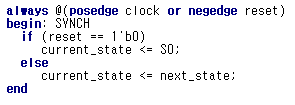 always @(posedge clock or negedge reset)
begin: SYNCH
if (reset == 1`b0)
current_state <= S0;
else
current_state <= next_state;
end